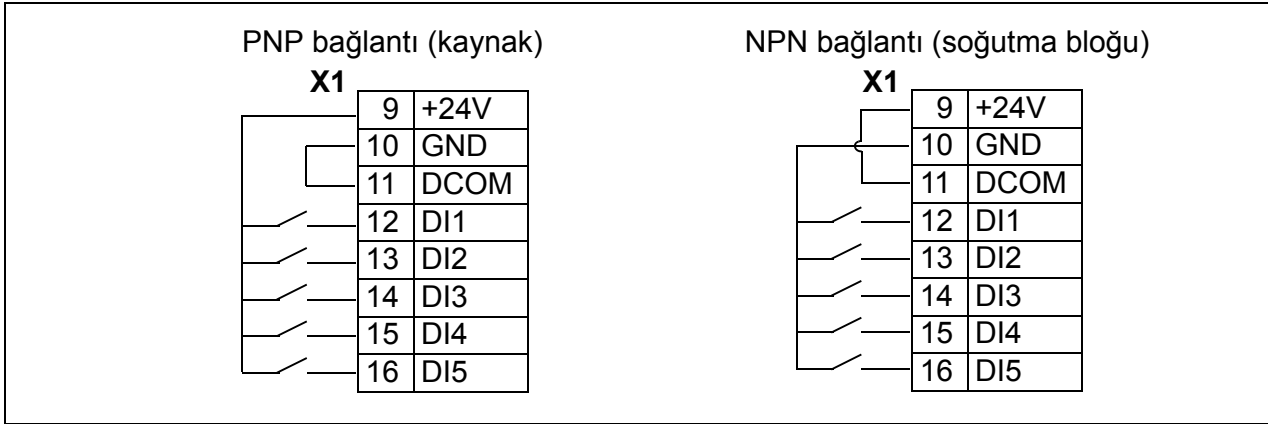 PNP bağlantı (kaynak)
X1
9 +24V
10 GND
11 DCOM
12 DI1
13 DI2
14 DI3
15 DI4
16 DI5
NPN bağlantı (soğutma bloğu)
X1
9 +24V
10 GND
11 DCOM
12 DI1
13 DI2
14 DI3
15 DI4
16 DI5